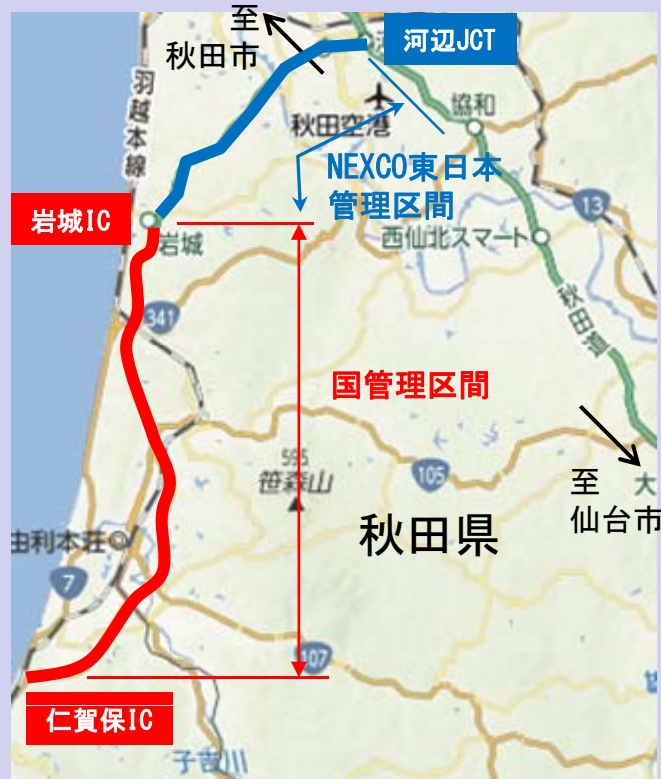 至
秋田市
河辺JCT
羽越本線
秋田空港
協和
NEXCO東日本
管理区間
13
岩城IC
岩城
西仙北スマート
秋田道
341
国管理区間
595
笹森山
105
至
仙台市
大
秋田県
由利本荘
7
107
仁賀保IC
子吉川